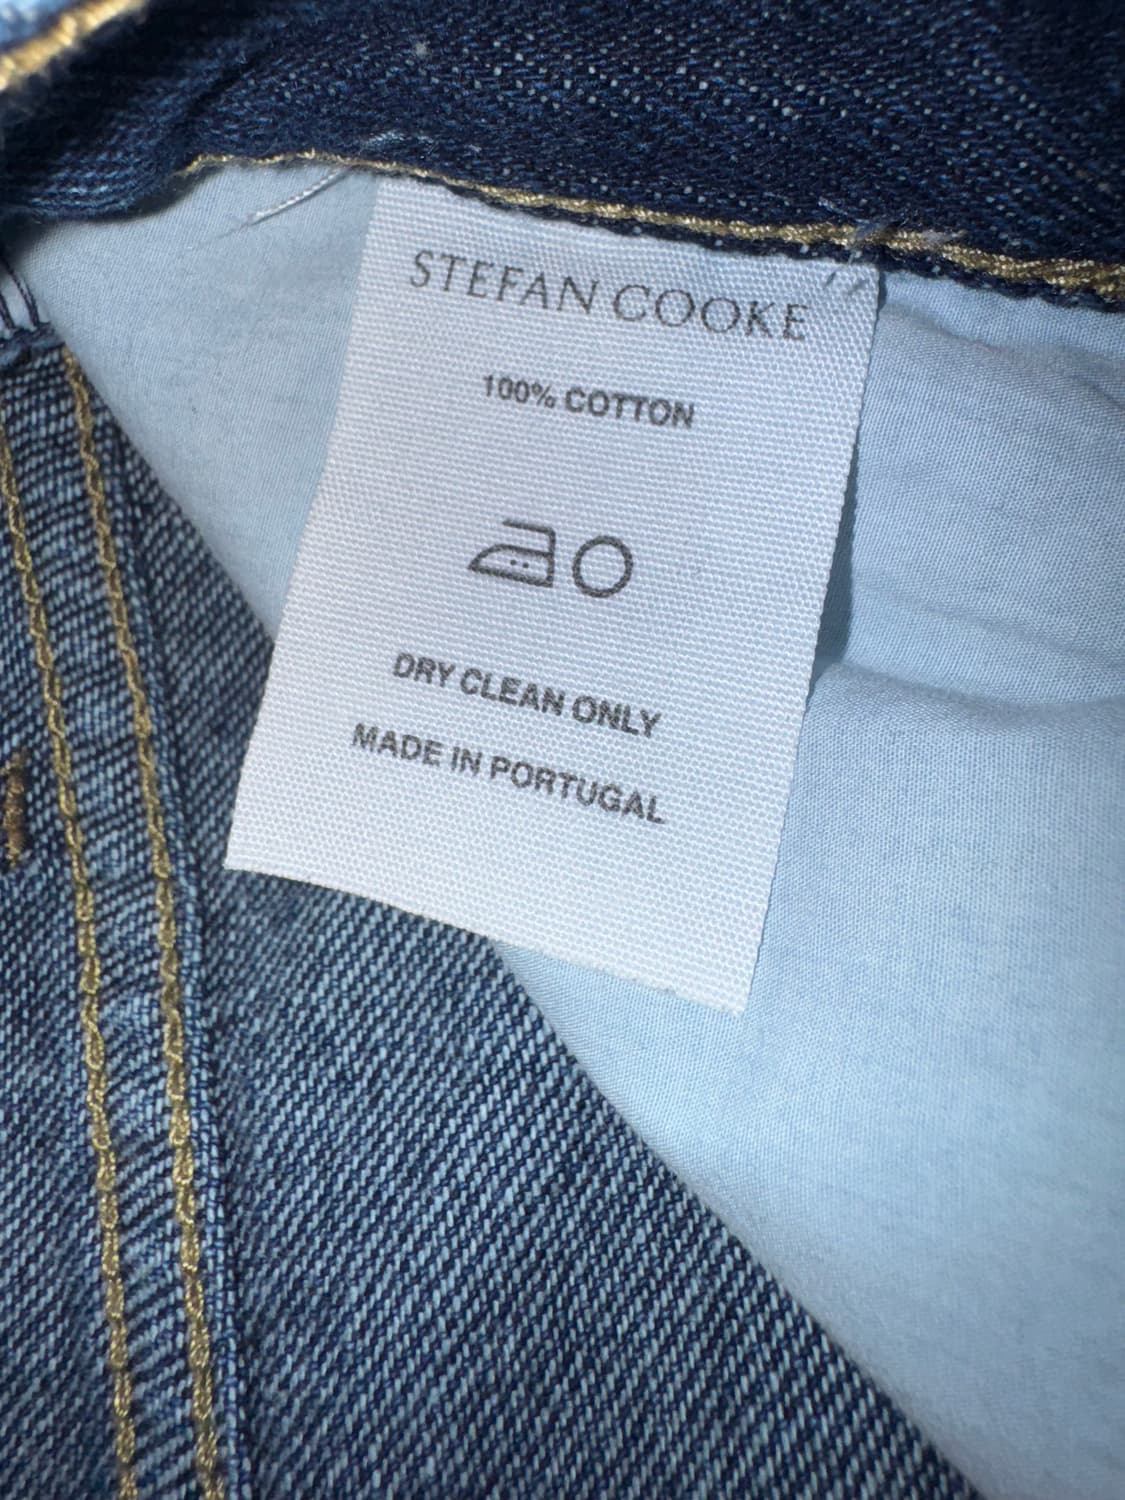 STEFAN COOKE
100% COTTON
DRY CLEAN ONLY
MADE IN PORTUGAL